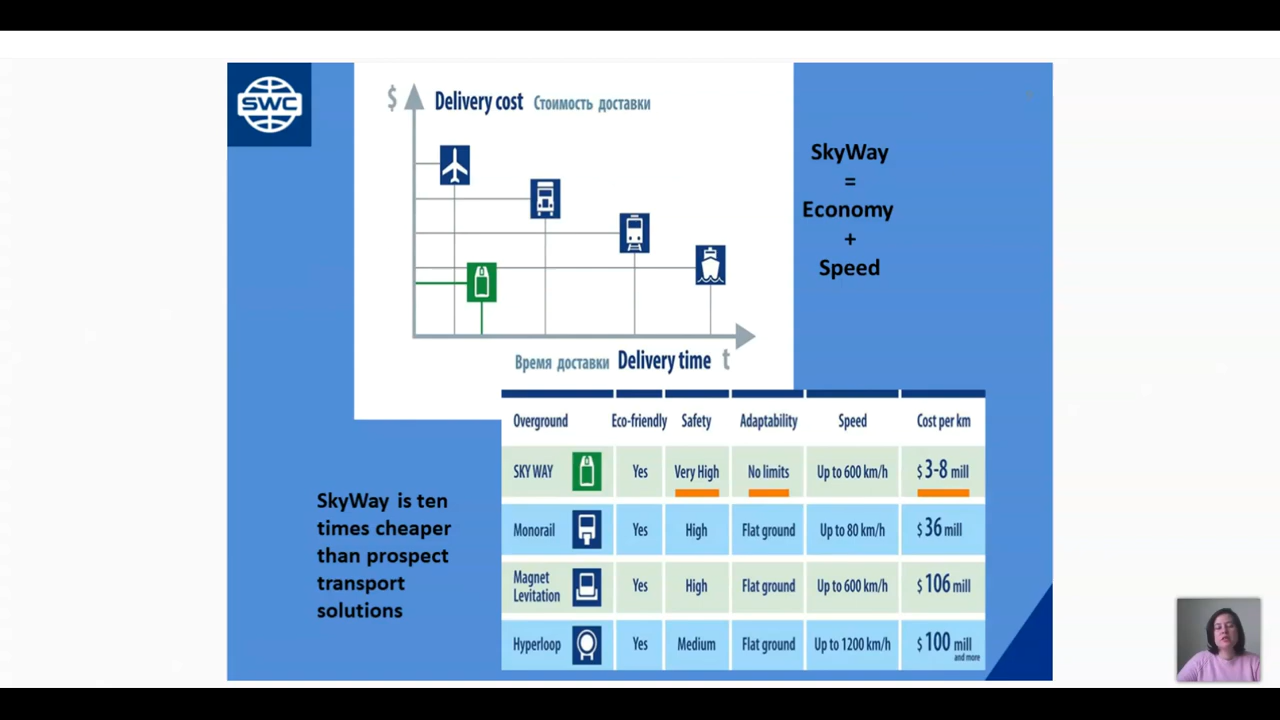 SWC
$ Delivery cost Стоимость доставки
SkyWay
=
Economy
+
Speed
Время доставки Delivery time t
Overground Eco-friendly Safety Adaptability Speed Cost per km
SKY WAY Yes Very High No limits Up to 600 km/h $ 3-8 mill
Monorail Yes High Flat ground Up to 80 km/h $ 36 mill
Magnet
Levitation Yes High Flat ground Up to 600 km/h $ 106 mill
Hyperloop Yes Medium Flat ground Up to 1200 km/h $ 100 mill
and more
SkyWay is ten
times cheaper
than prospect
transport
solutions